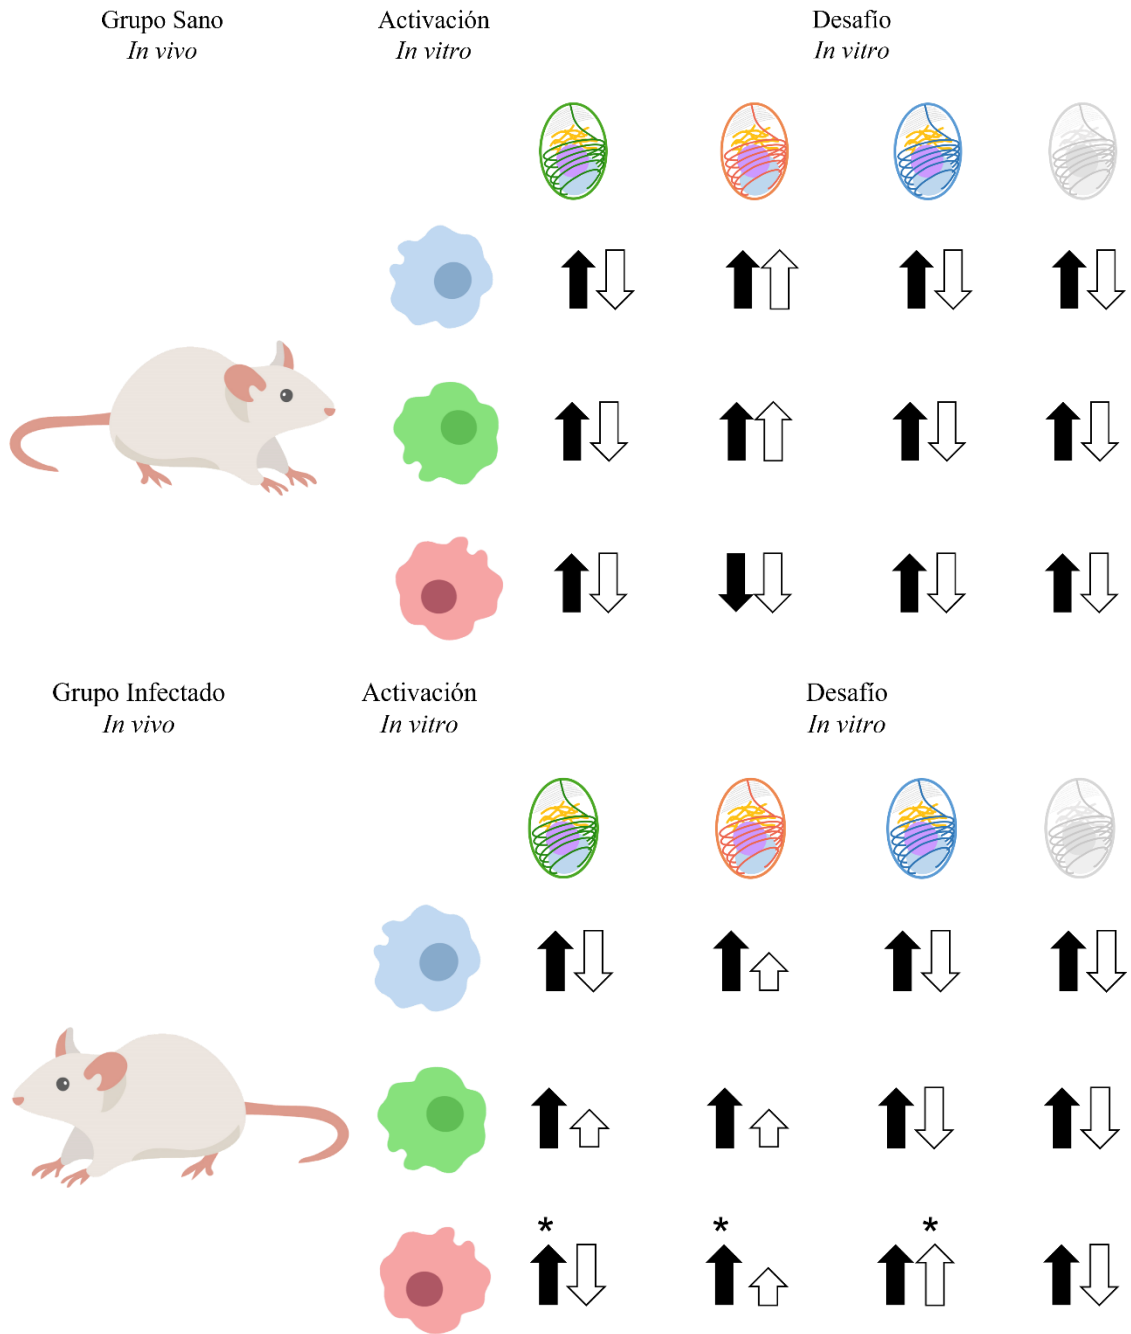 Grupo Sano
In vivo
Activación
In vitro
Desafío
In vitro
Grupo Infectado
In vivo
Activación
In vitro
Desafío
In vitro
*
*
*